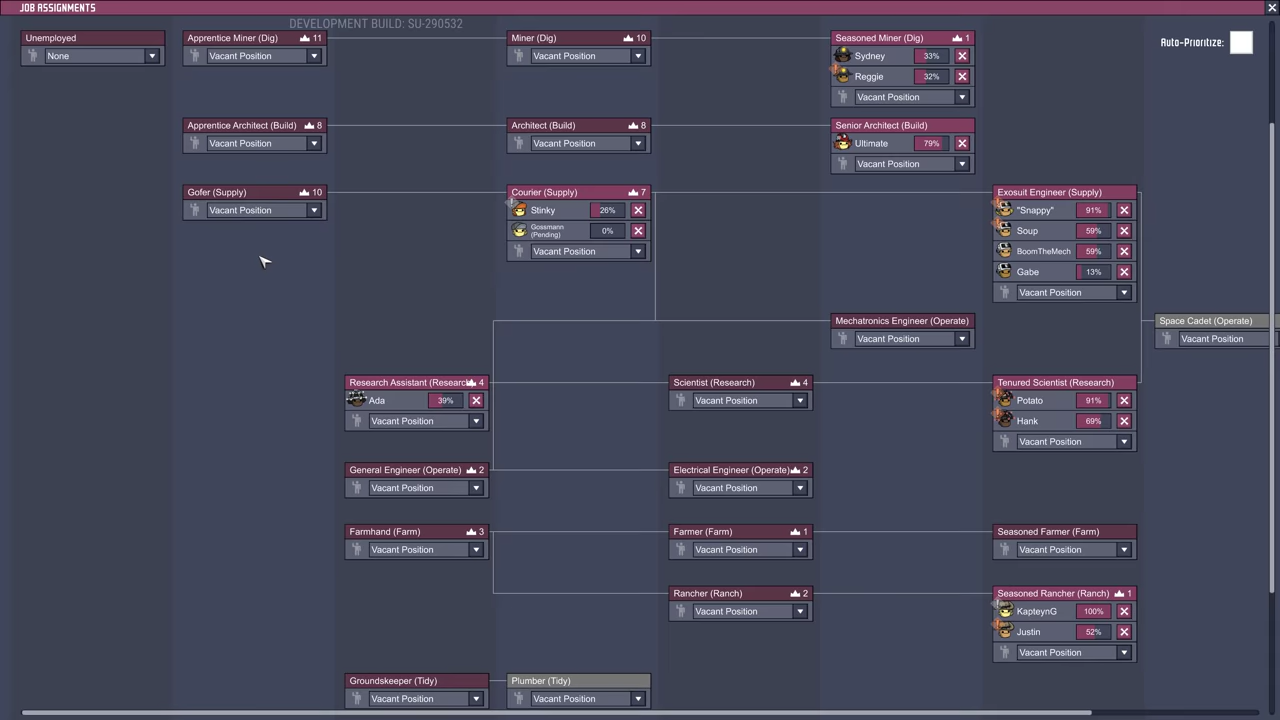 JOB ASSIGNMENTS
DEVELOPMENT BUILD: SU-290532
Auto-Prioritize:
Unemployed
None
Apprentice Miner (Dig) 11
Vacant Position
Miner (Dig) 10
Vacant Position
Seasoned Miner (Dig) 1
Sydney 33%
Reggie 32%
Vacant Position
Apprentice Architect (Build) 8
Vacant Position
Architect (Build) 8
Vacant Position
Senior Architect (Build)
Ultimate 79%
Vacant Position
Gofer (Supply) 10
Vacant Position
Courier (Supply) 7
Stinky 26%
Gossmann
(Pending) 0%
Vacant Position
Exosuit Engineer (Supply)
"Snappy" 91%
Soup 59%
BoomTheMech 59%
Gabe 13%
Vacant Position
Mechatronics Engineer (Operate)
Vacant Position
Space Cadet (Operate)
Vacant Position
Research Assistant (Research 4
Ada 39%
Vacant Position
Scientist (Research) 4
Vacant Position
Tenured Scientist (Research)
Potato 91%
Hank 69%
Vacant Position
General Engineer (Operate) 2
Vacant Position
Electrical Engineer (Operate) 2
Vacant Position
Farmhand (Farm) 3
Vacant Position
Farmer (Farm) 1
Vacant Position
Seasoned Farmer (Farm)
Vacant Position
Rancher (Ranch) 2
Vacant Position
Seasoned Rancher (Ranch) 1
KapteynG 100%
Justin 52%
Vacant Position
Groundskeeper (Tidy)
Vacant Position
Plumber (Tidy)
Vacant Position